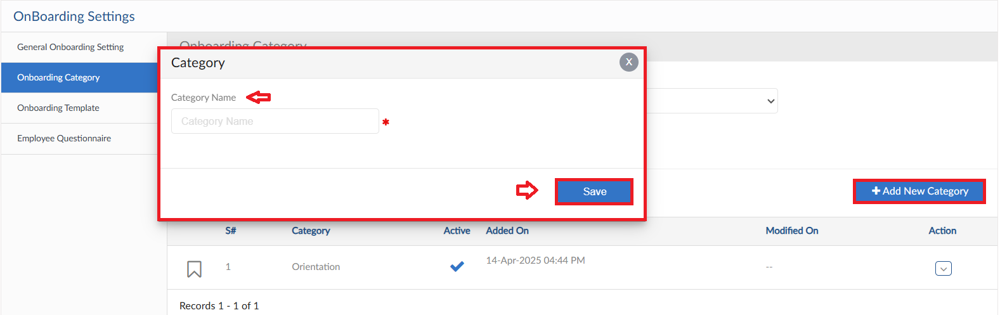 OnBoarding Settings
General Onboarding Setting
Onboarding Category
Onboarding Template
Employee Questionnaire
Onboarding Category
Category
X
Category Name
Category Name
*
Save
+ Add New Category
S# Category Active Added On Modified On Action
1 Orientation 14-Apr-2025 04:44 PM --
Records 1 - 1 of 1